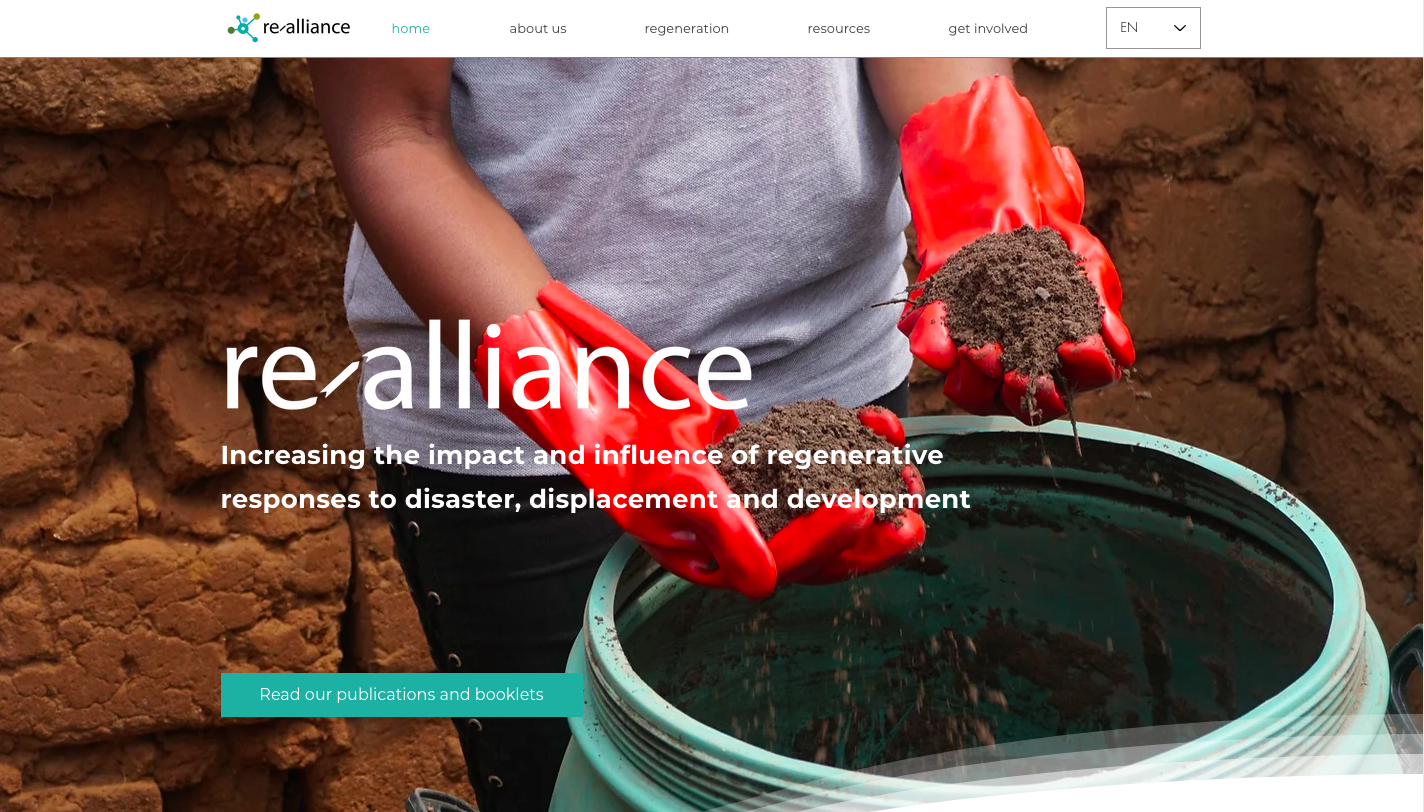 re-alliance
home
about us
regeneration
resources
get involved
EN
re-alliance
Increasing the impact and influence of regenerative
responses to disaster, displacement and development
Read our publications and booklets